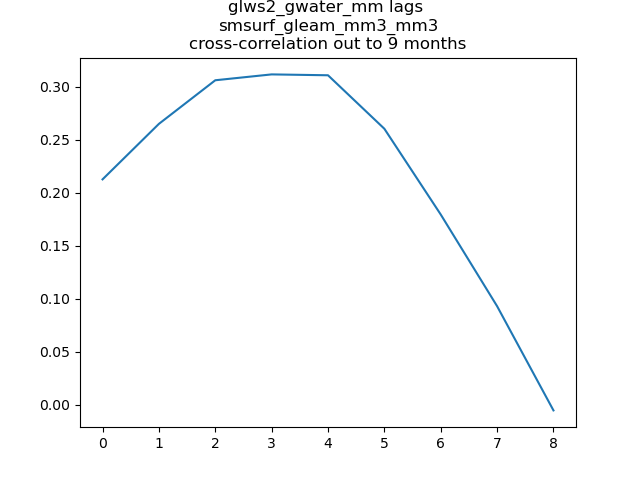 glws2_gwater_mm lags
smsurf_gleam_mm3_mm3
cross-correlation out to 9 months
0.30
0.25
0.20
0.15
0.10
0.05
0.00
0 1 2 3 4 5 6 7 8